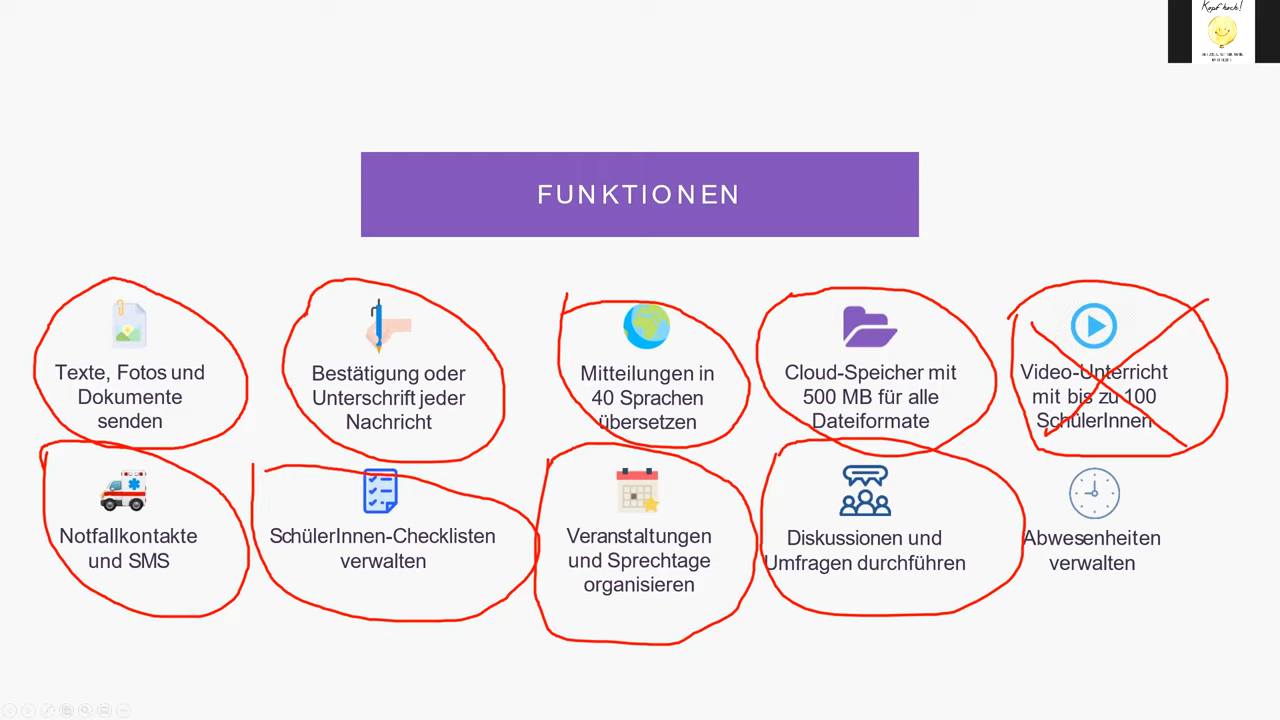 Kopf hoch!
FUNKTIONEN
Texte, Fotos und
Dokumente
senden
Bestätigung oder
Unterschrift jeder
Nachricht
Mitteilungen in
40 Sprachen
übersetzen
Cloud-Speicher mit
500 MB für alle
Dateiformate
Video-Unterricht
mit bis zu 100
SchülerInnen
Notfallkontakte
und SMS
SchülerInnen-Checklisten
verwalten
Veranstaltungen
und Sprechtage
organisieren
Diskussionen und
Umfragen durchführen
Abwesenheiten
verwalten